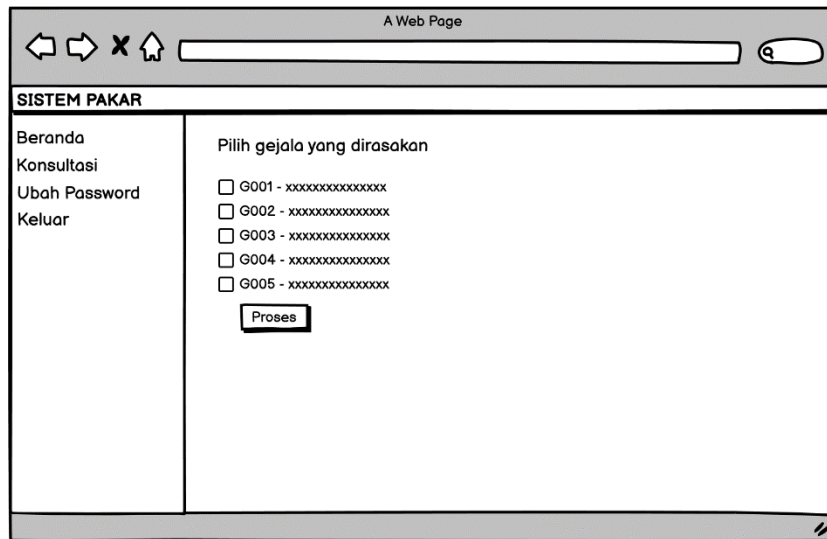 A Web Page
SISTEM PAKAR
Beranda
Konsultasi
Ubah Password
Keluar
Pilih gejala yang dirasakan
G001 - xxxxxxxxxxxxxxx
G002 - xxxxxxxxxxxxxxx
G003 - xxxxxxxxxxxxxxx
G004 - xxxxxxxxxxxxxxx
G005 - xxxxxxxxxxxxxxx
Proses